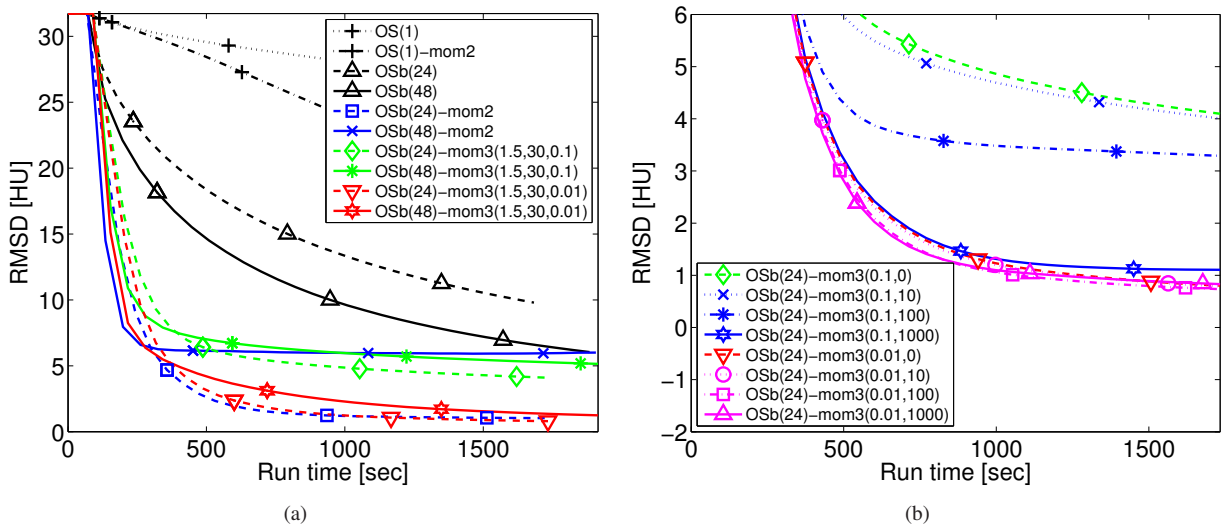 30
25
20
15
10
5
0
RMSD [HU]
0
500
1000
1500
Run time [sec]
OS(1)
OS(1)−mom2
OSb(24)
OSb(48)
OSb(24)−mom2
OSb(48)−mom2
OSb(24)−mom3(1.5,30,0.1)
OSb(48)−mom3(1.5,30,0.1)
OSb(24)−mom3(1.5,30,0.01)
OSb(48)−mom3(1.5,30,0.01)
(a)
6
5
4
3
2
1
0
−1
−2
RMSD [HU]
0
500
1000
1500
Run time [sec]
OSb(24)−mom3(0.1,0)
OSb(24)−mom3(0.1,10)
OSb(24)−mom3(0.1,100)
OSb(24)−mom3(0.1,1000)
OSb(24)−mom3(0.01,0)
OSb(24)−mom3(0.01,10)
OSb(24)−mom3(0.01,100)
OSb(24)−mom3(0.01,1000)
(b)